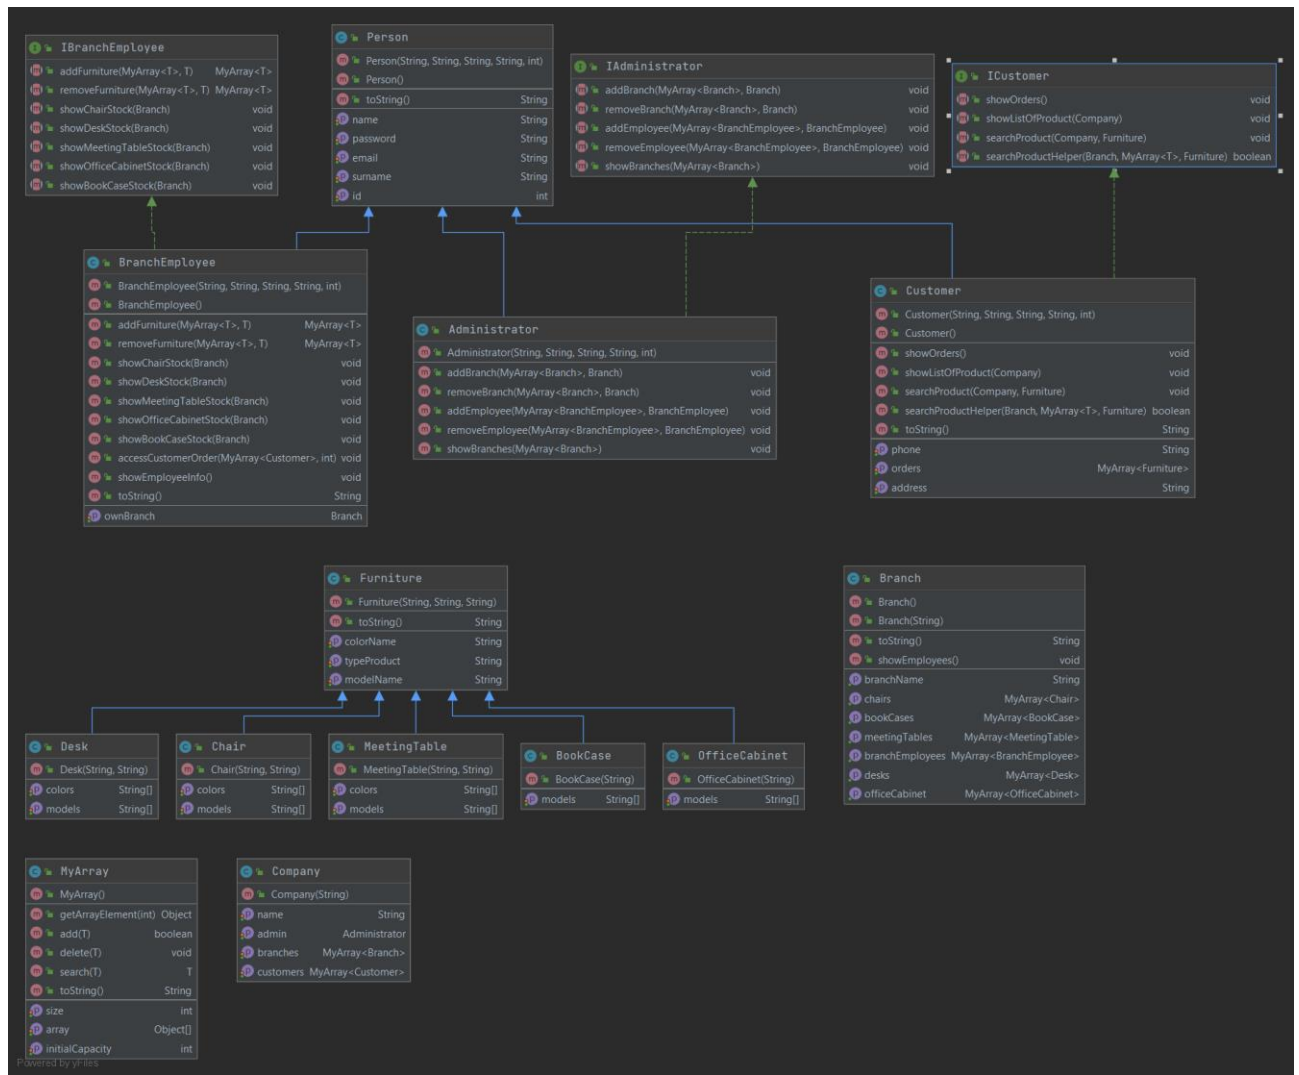 IBranchEmployee
addFurniture(MyArray<T>, T) MyArray<T>
removeFurniture(MyArray<T>, T) MyArray<T>
showChairStock(Branch) void
showDeskStock(Branch) void
showMeetingTableStock(Branch) void
showOfficeCabinetStock(Branch) void
showBookCaseStock(Branch) void
Person
Person(String, String, String, String, int)
Person()
toString() String
name String
password String
email String
surname String
id int
IAdministrator
addBranch(MyArray<Branch>, Branch) void
removeBranch(MyArray<Branch>, Branch) void
addEmployee(MyArray<BranchEmployee>, BranchEmployee) void
removeEmployee(MyArray<BranchEmployee>, BranchEmployee) void
showBranches(MyArray<Branch>) void
ICustomer
showOrders() void
showListOfProduct(Company) void
searchProduct(Company, Furniture) void
searchProductHelper(Branch, MyArray<T>, Furniture) boolean
BranchEmployee
BranchEmployee(String, String, String, String, int)
BranchEmployee()
addFurniture(MyArray<T>, T) MyArray<T>
removeFurniture(MyArray<T>, T) MyArray<T>
showChairStock(Branch) void
showDeskStock(Branch) void
showMeetingTableStock(Branch) void
showOfficeCabinetStock(Branch) void
showBookCaseStock(Branch) void
accessCustomerOrder(MyArray<Customer>, int) void
showEmployeeInfo() void
toString() String
ownBranch Branch
Administrator
Administrator(String, String, String, String, int)
addBranch(MyArray<Branch>, Branch) void
removeBranch(MyArray<Branch>, Branch) void
addEmployee(MyArray<BranchEmployee>, BranchEmployee) void
removeEmployee(MyArray<BranchEmployee>, BranchEmployee) void
showBranches(MyArray<Branch>) void
Customer
Customer(String, String, String, String, int)
Customer()
showOrders() void
showListOfProduct(Company) void
searchProduct(Company, Furniture) void
searchProductHelper(Branch, MyArray<T>, Furniture) boolean
toString() String
phone String
orders MyArray<Furniture>
address String
Furniture
Furniture(String, String, String)
toString() String
colorName String
typeProduct String
modelName String
Branch
Branch()
Branch(String)
toString() String
showEmployees() void
branchName String
chairs MyArray<Chair>
bookCases MyArray<BookCase>
meetingTables MyArray<MeetingTable>
branchEmployees MyArray<BranchEmployee>
desks MyArray<Desk>
officeCabinet MyArray<OfficeCabinet>
Desk
Desk(String, String)
colors String[]
models String[]
Chair
Chair(String, String)
colors String[]
models String[]
MeetingTable
MeetingTable(String, String)
colors String[]
models String[]
BookCase
BookCase(String)
models String[]
OfficeCabinet
OfficeCabinet(String)
models String[]
MyArray
MyArray()
getArrayElement(int) Object
add(T) boolean
delete(T) void
search(T) T
toString() String
size int
array Object[]
initialCapacity int
Company
Company(String)
name String
admin Administrator
branches MyArray<Branch>
customers MyArray<Customer>
Powered by yFiles